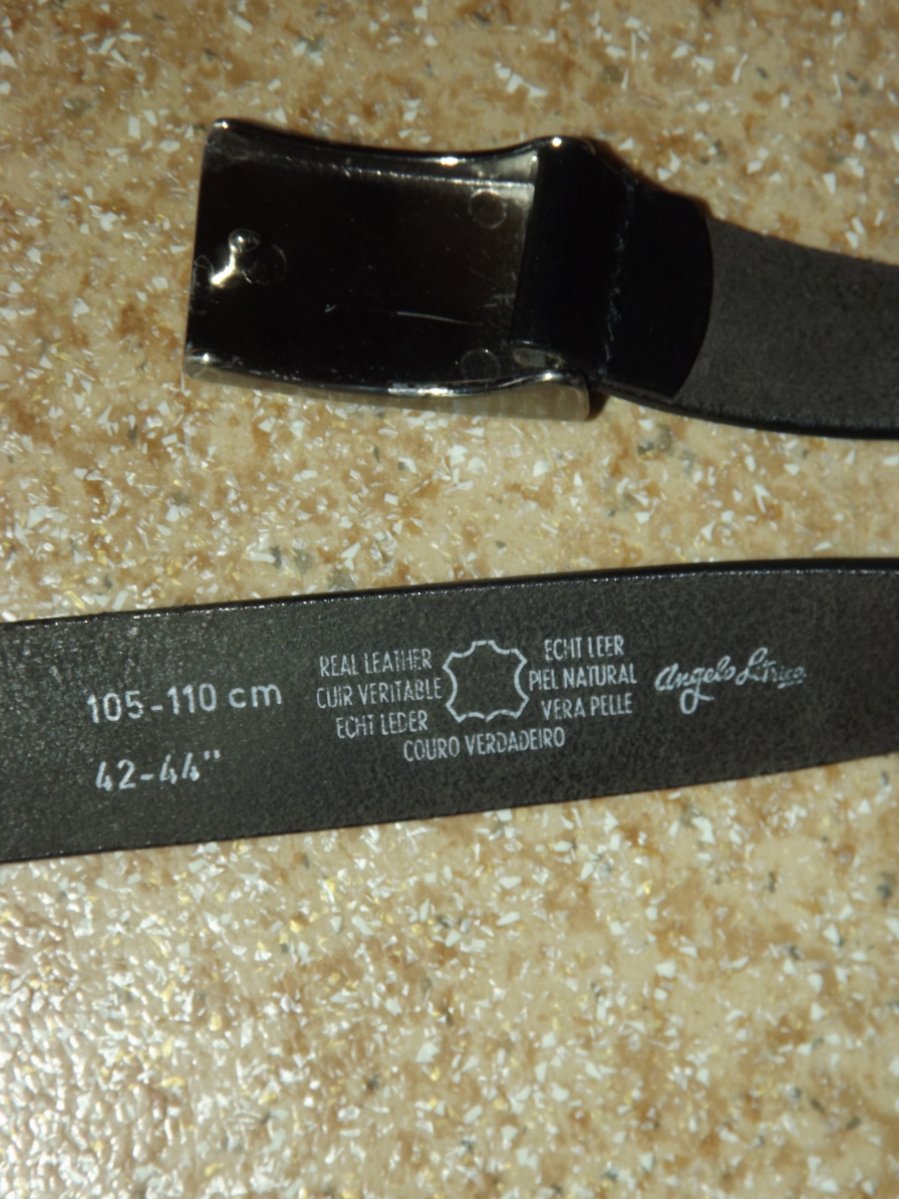 105-110 cm
42-44"
REAL LEATHER
CUIR VERITABLE
ECHT LEDER
ECHT LEER
PIEL NATURAL
VERA PELLE
COURO VERDADEIRO
Angelo Litrico